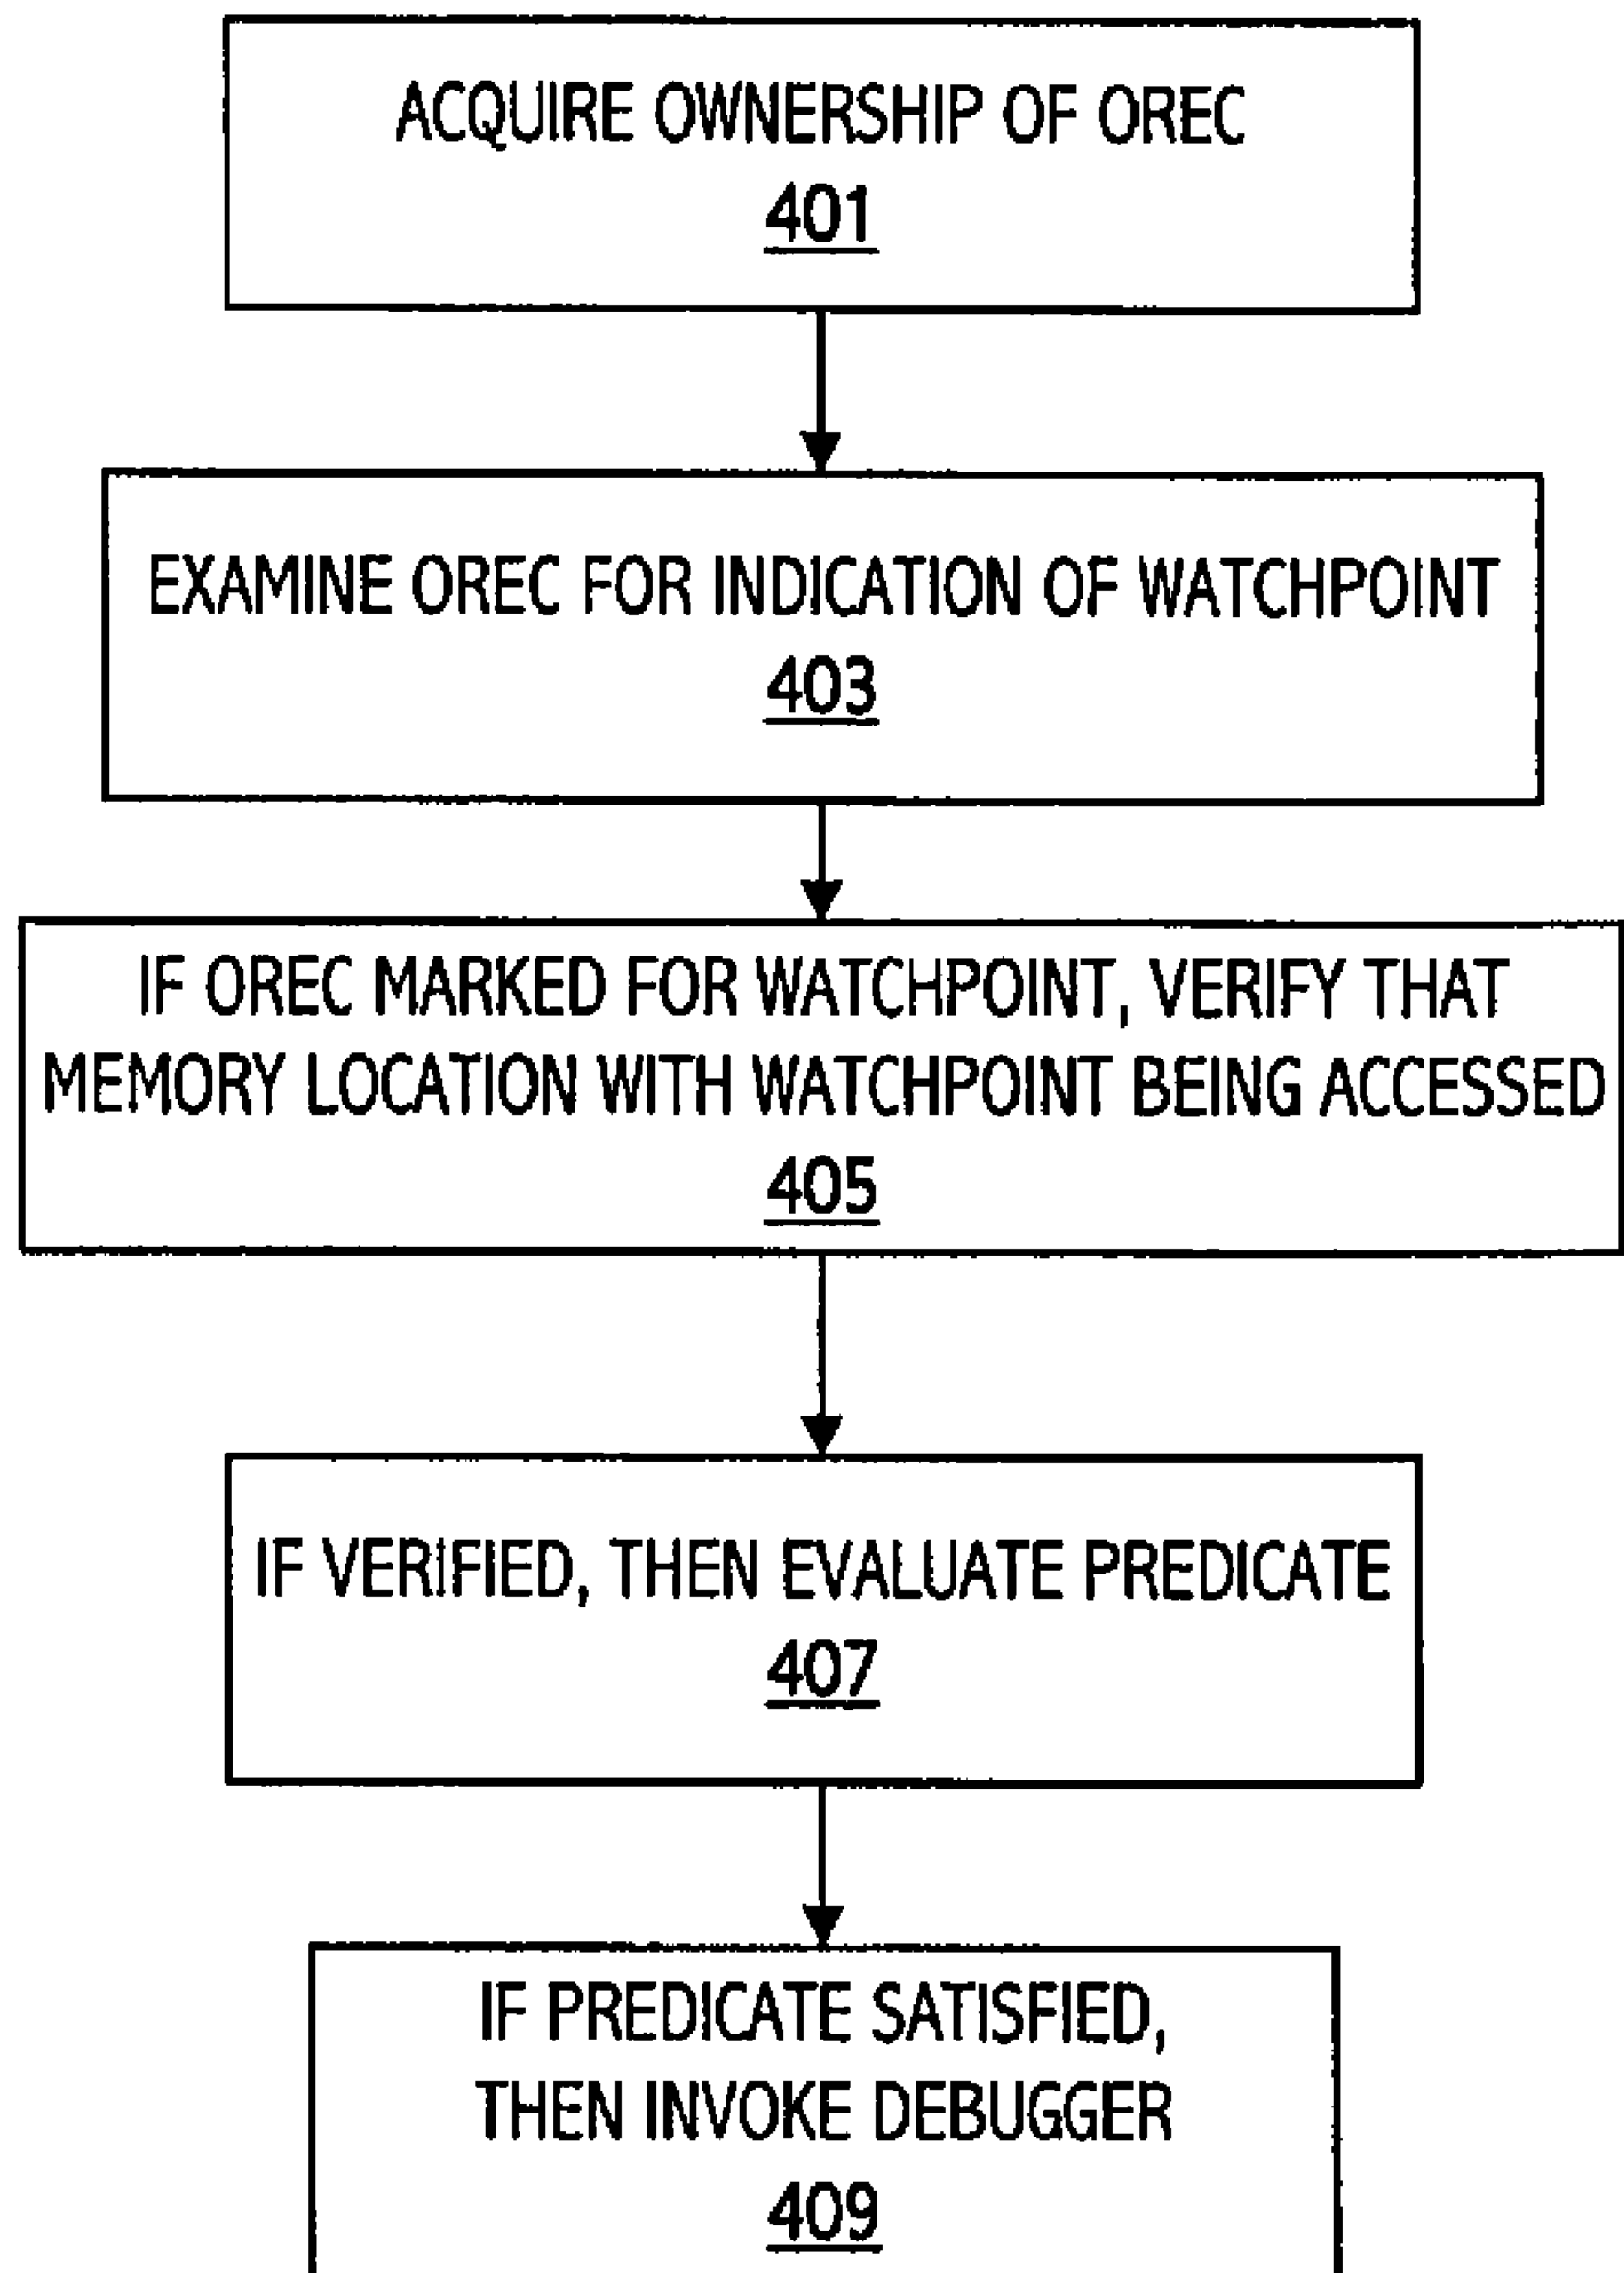 ACQUIRE OWNERSHIP OF OREC
401
EXAMINE OREC FOR INDICATION OF WATCHPOINT
403
IF OREC MARKED FOR WATCHPOINT, VERIFY THAT
MEMORY LOCATION WITH WATCHPOINT BEING ACCESSED
405
IF VERIFIED, THEN EVALUATE PREDICATE
407
IF PREDICATE SATISFIED,
THEN INVOKE DEBUGGER
409